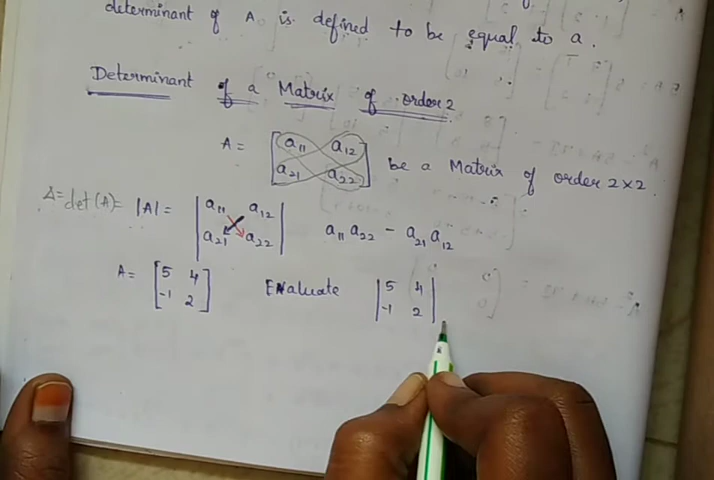 determinant of A is defined to be equal to a.
Determinant of a Matrix of order 2
A = [a₁₁ a₁₂
a₂₁ a₂₂] be a Matrix of order 2×2.
Δ = det(A) = |A| = |a₁₁ a₁₂
a₂₁ a₂₂| a₁₁ a₂₂ - a₂₁ a₁₂
A = [5 4
-1 2] Evaluate |5 4
-1 2|